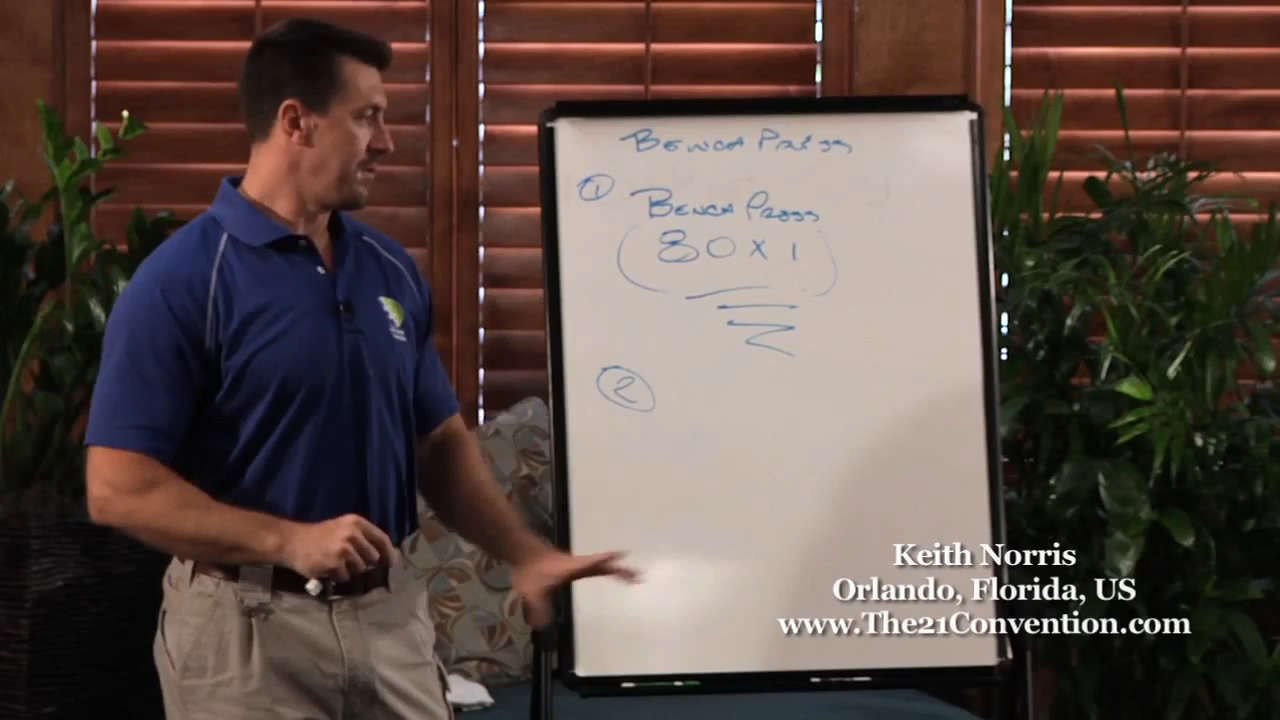 Bench Press
① Bench Press
80 x 1
②
Keith Norris
Orlando, Florida, US
www.The21Convention.com